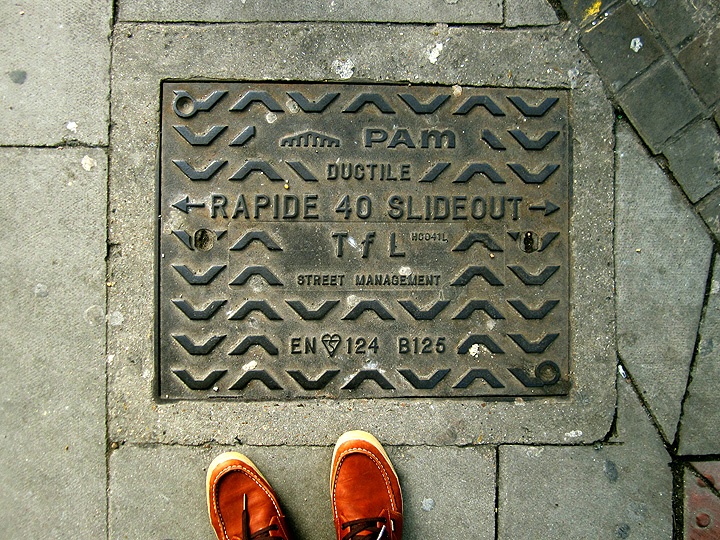 PAM
DUCTILE
RAPIDE 40 SLIDEOUT
TfL HC041L
STREET MANAGEMENT
EN 124 B125